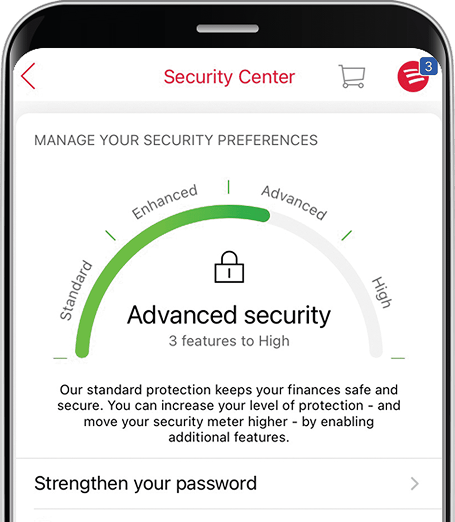 Security Center
3
MANAGE YOUR SECURITY PREFERENCES
Standard
Enhanced
Advanced
High
Advanced security
3 features to High
Our standard protection keeps your finances safe and
secure. You can increase your level of protection - and
move your security meter higher - by enabling
additional features.
Strengthen your password